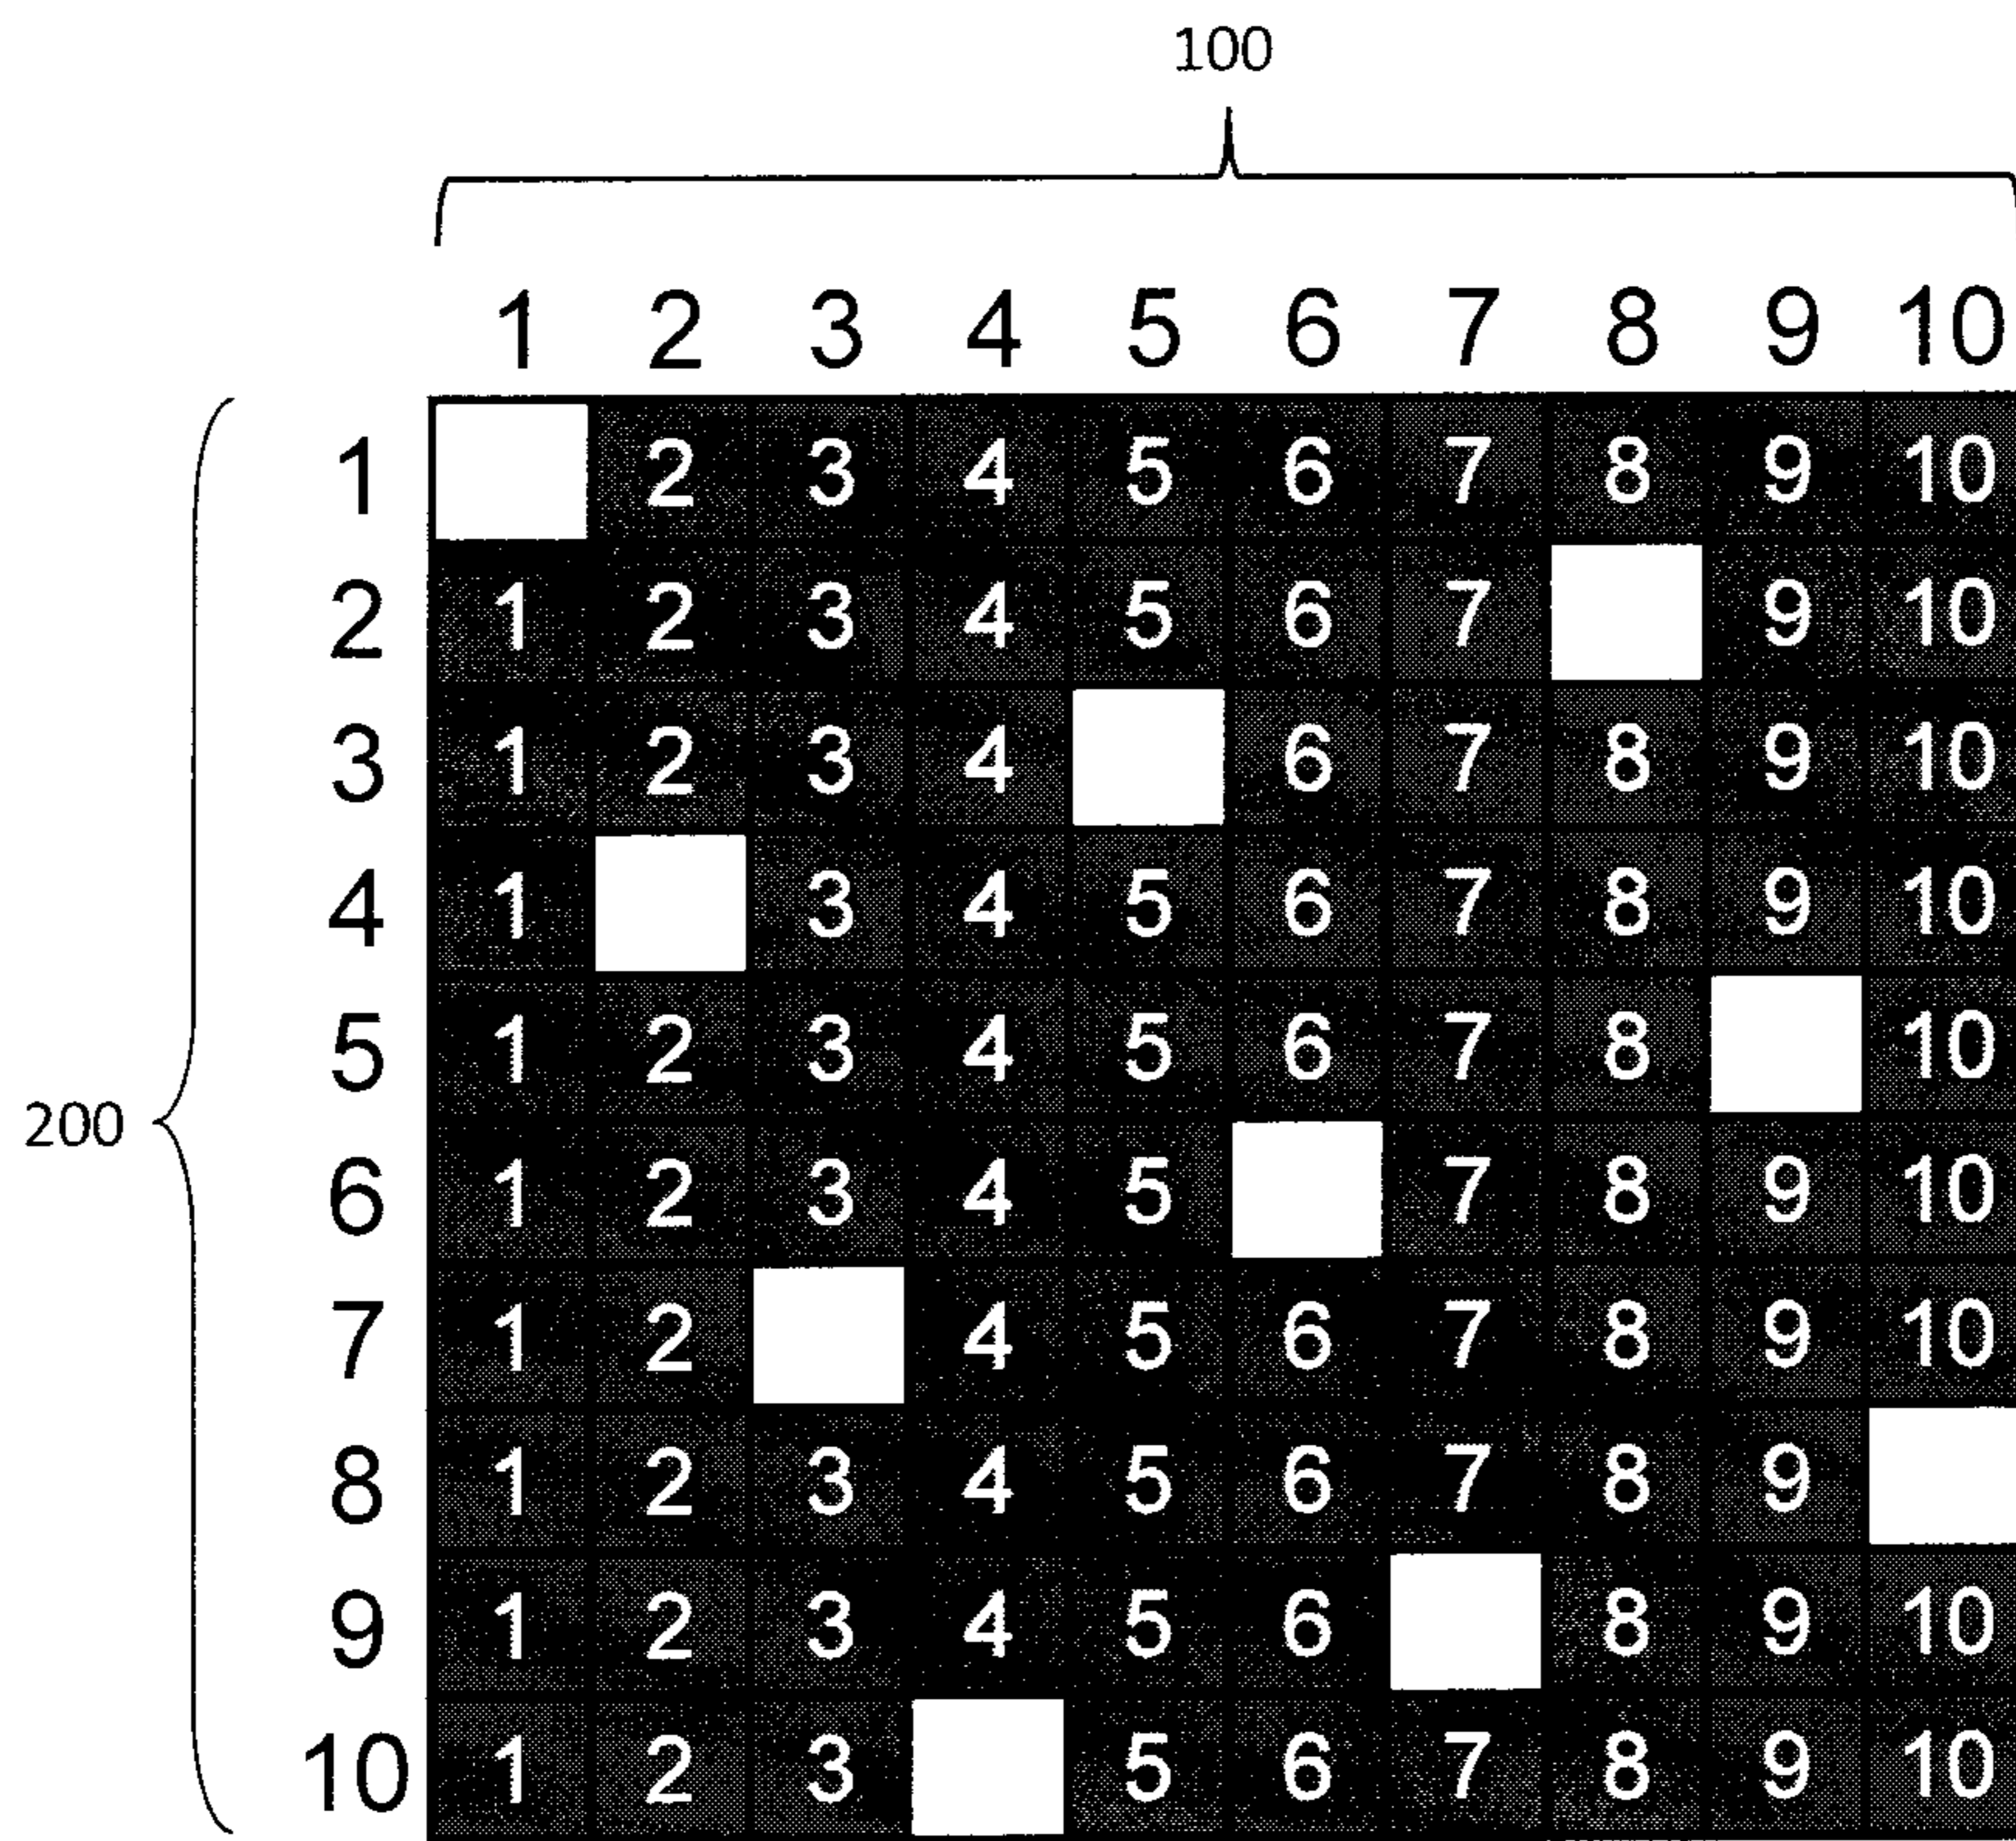 100
1 2 3 4 5 6 7 8 9 10
1 2 3 4 5 6 7 8 9 10
2 1 2 3 4 5 6 7 9 10
3 1 2 3 4 6 7 8 9 10
4 1 3 4 5 6 7 8 9 10
5 1 2 3 4 5 6 7 8 10
200
6 1 2 3 4 5 7 8 9 10
7 1 2 4 5 6 7 8 9 10
8 1 2 3 4 5 6 7 8 9
9 1 2 3 4 5 6 8 9 10
10 1 2 3 5 6 7 8 9 10